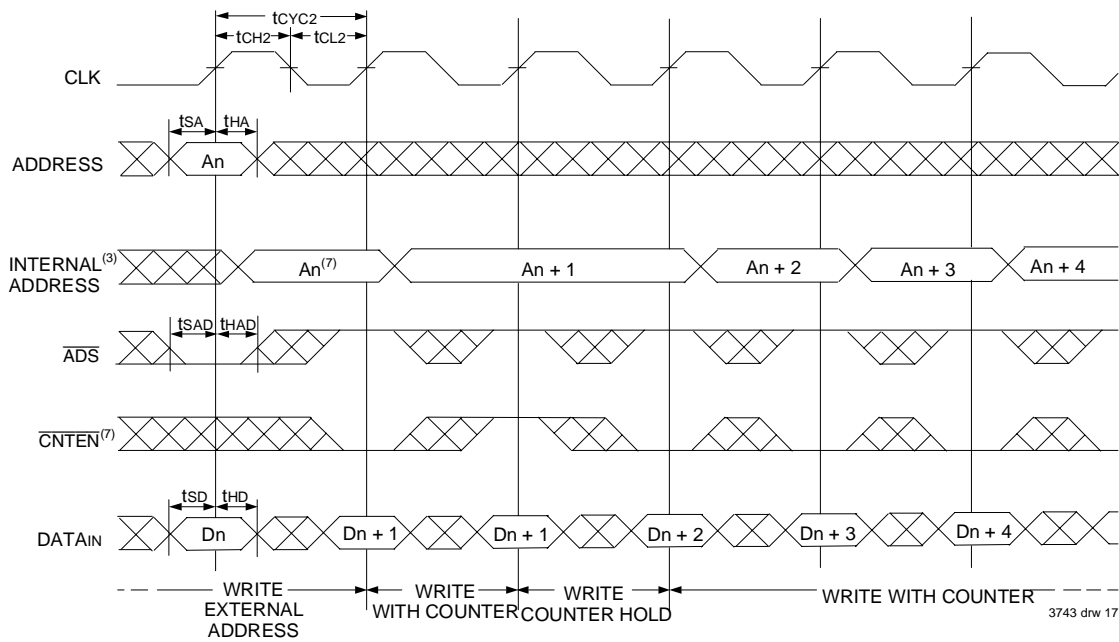 tCYC2
tCH2 tCL2
CLK
tSA tHA
ADDRESS An
INTERNAL(3) ADDRESS An(7) An + 1 An + 2 An + 3 An + 4
tSAD tHAD
ADS
CNTEN(7)
tSD tHD
DATAIN Dn Dn + 1 Dn + 1 Dn + 2 Dn + 3 Dn + 4
WRITE EXTERNAL ADDRESS
WRITE WITH COUNTER
WRITE COUNTER HOLD
WRITE WITH COUNTER
3743 drw 17